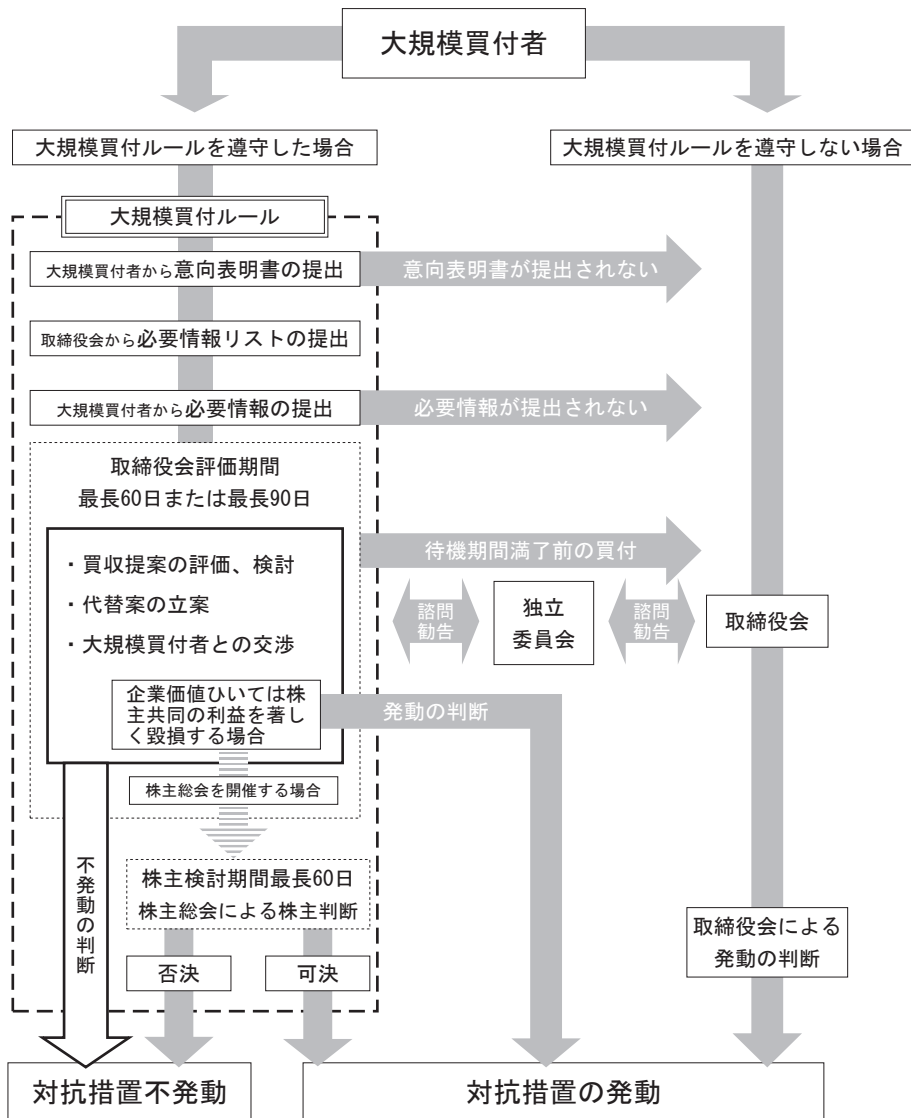 大規模買付者
大規模買付ルールを遵守した場合
大規模買付ルールを遵守しない場合
大規模買付ルール
大規模買付者から意向表明書の提出
意向表明書が提出されない
取締役会から必要情報リストの提出
大規模買付者から必要情報の提出
必要情報が提出されない
取締役会評価期間
最長60日または最長90日
待機期間満了前の買付
・買収提案の評価、検討
・代替案の立案
・大規模買付者との交渉
諮問
勧告
独立
委員会
諮問
勧告
取締役会
企業価値ひいては株
主共同の利益を著し
く毀損する場合
発動の判断
株主総会を開催する場合
不発動の判断
株主検討期間最長60日
株主総会による株主判断
否決
可決
取締役会による
発動の判断
対抗措置不発動
対抗措置の発動